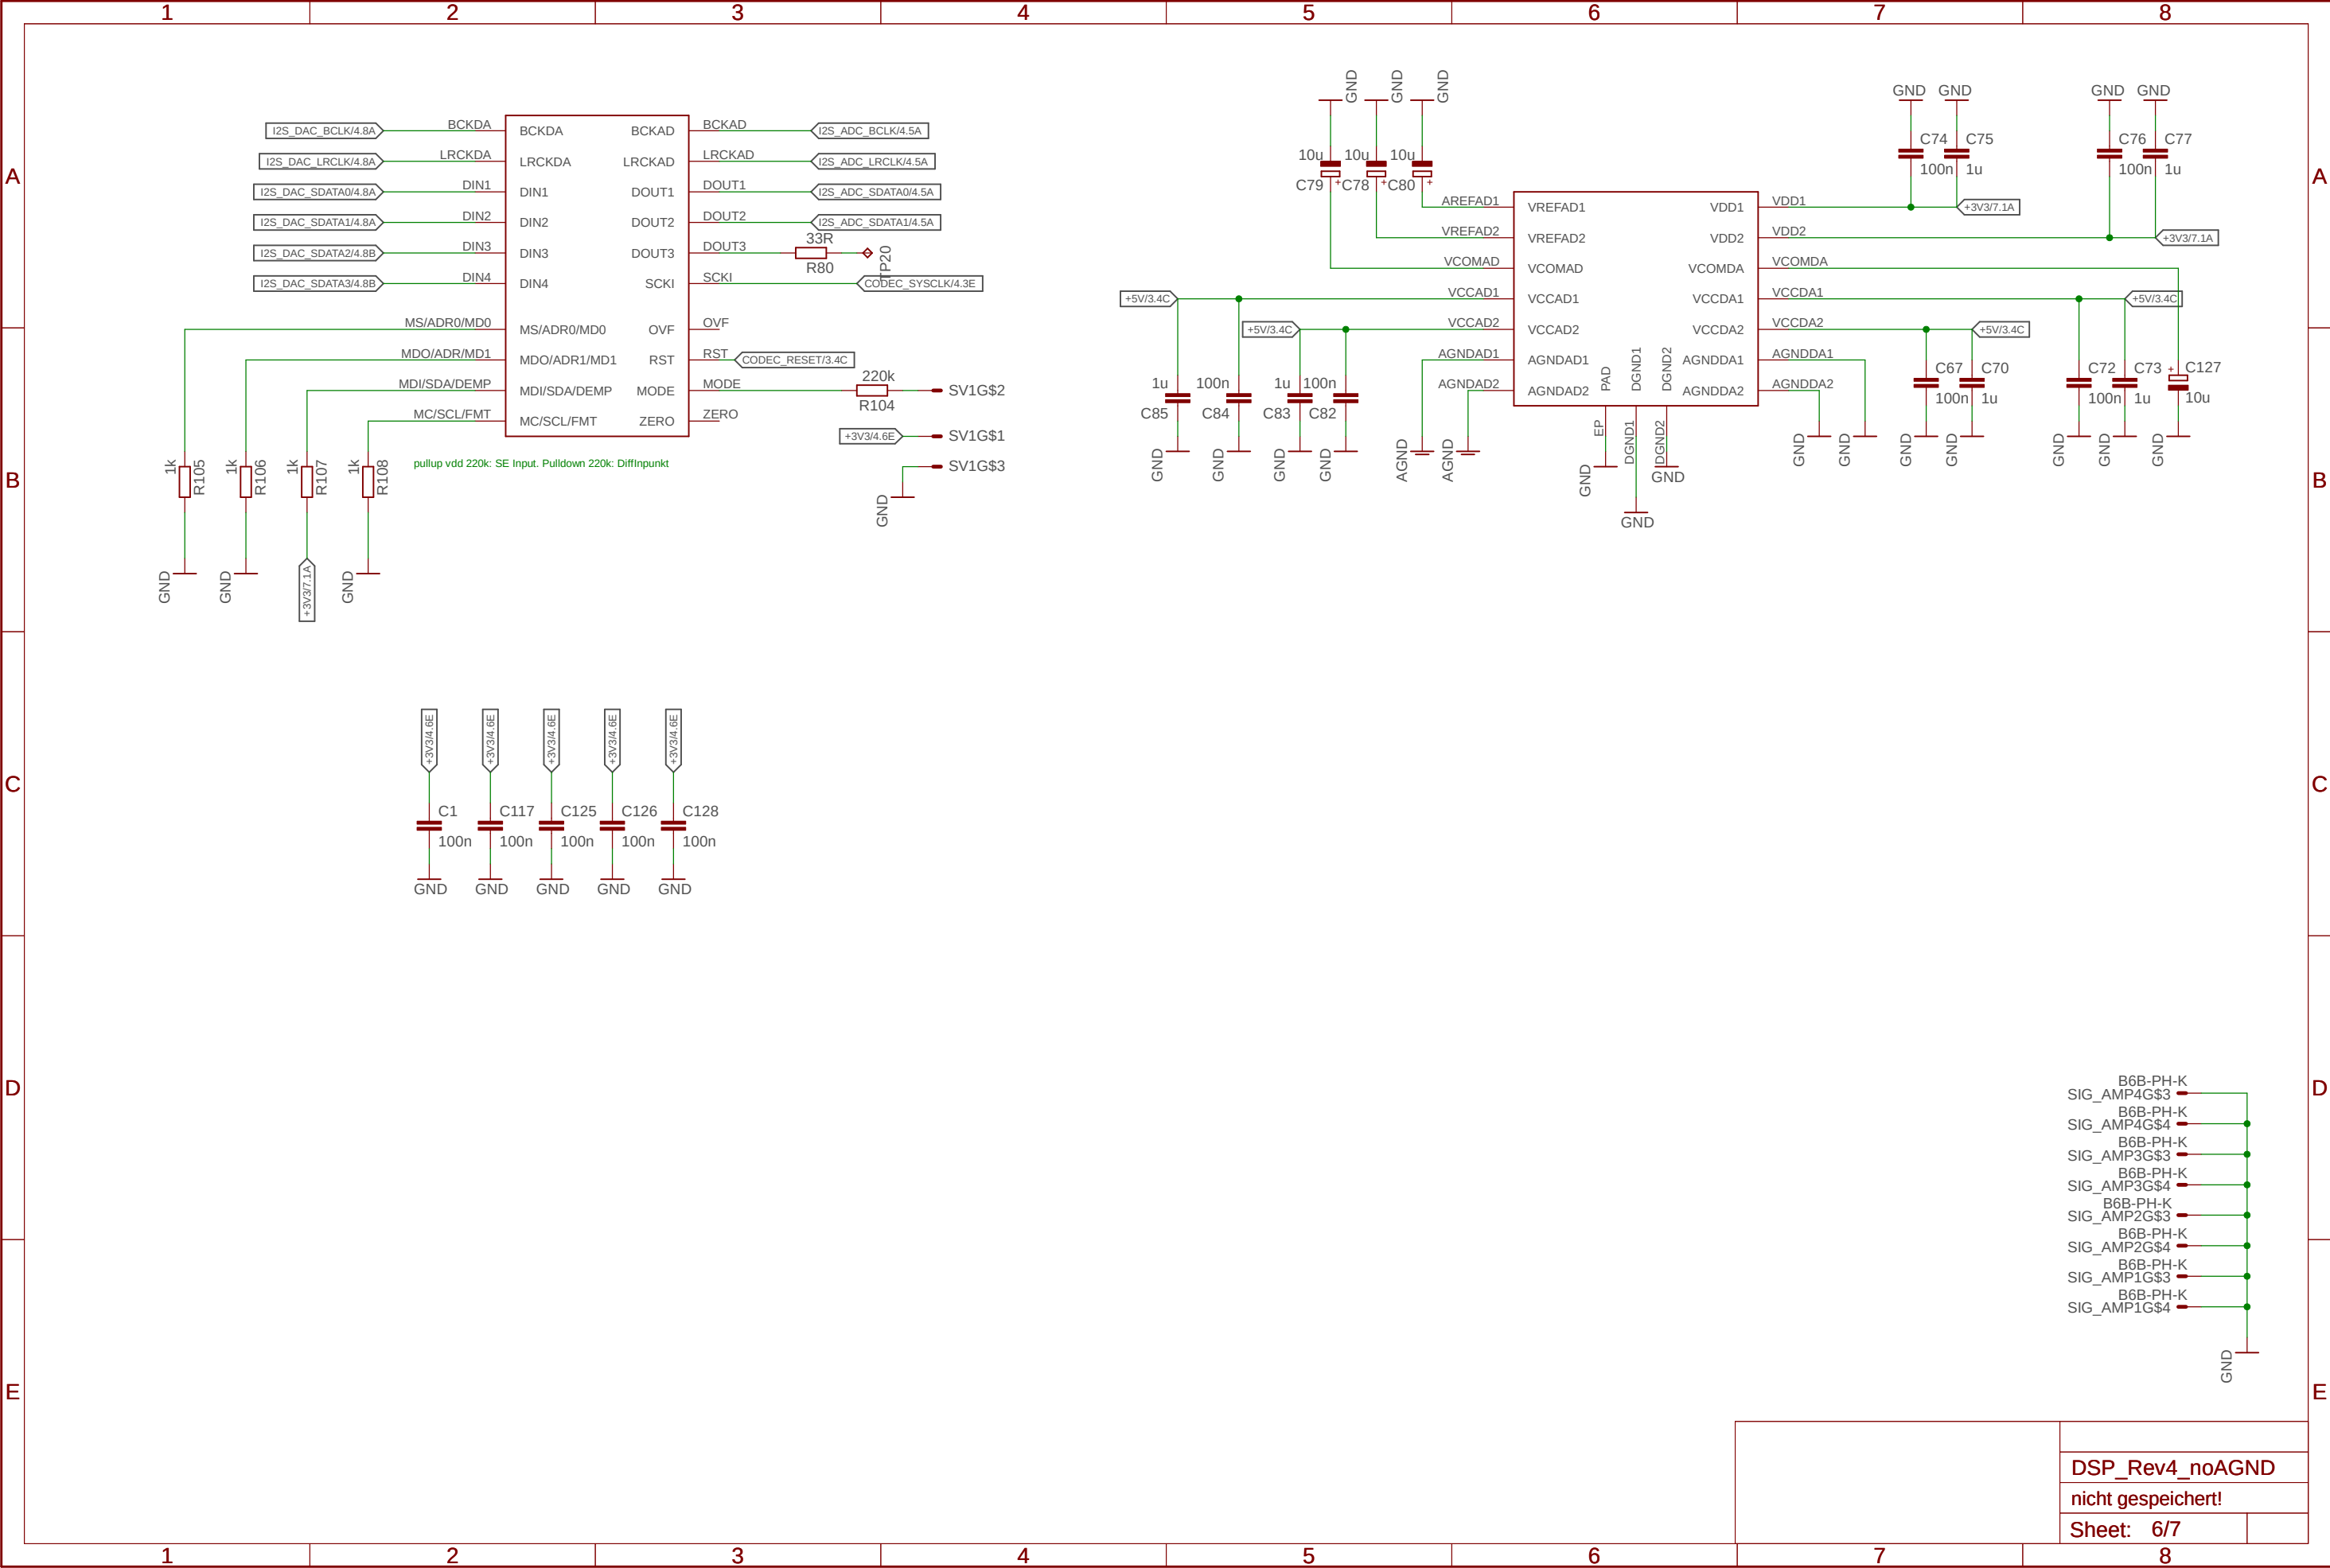 1 2 3 4 5 6 7 8
A A
B B
C C
D D
E E
I2S_DAC_BCLK/4.8A BCKDA BCKDA BCKAD BCKAD I2S_ADC_BCLK/4.5A
I2S_DAC_LRCLK/4.8A LRCKDA LRCKDA LRCKAD LRCKAD I2S_ADC_LRCLK/4.5A
I2S_DAC_SDATA0/4.8A DIN1 DIN1 DOUT1 DOUT1 I2S_ADC_SDATA0/4.5A
I2S_DAC_SDATA1/4.8A DIN2 DIN2 DOUT2 DOUT2 I2S_ADC_SDATA1/4.5A
I2S_DAC_SDATA2/4.8B DIN3 DIN3 DOUT3 DOUT3 33R R80 TP20
I2S_DAC_SDATA3/4.8B DIN4 DIN4 SCKI SCKI CODEC_SYSCLK/4.3E
MS/ADR0/MD0 MS/ADR0/MD0 OVF OVF
MDO/ADR/MD1 MDO/ADR1/MD1 RST RST CODEC_RESET/3.4C
MDI/SDA/DEMP MDI/SDA/DEMP MODE MODE 220k R104 SV1G$2
MC/SCL/FMT MC/SCL/FMT ZERO ZERO
+3V3/4.6E SV1G$1
SV1G$3
GND
pullup vdd 220k: SE Input. Pulldown 220k: DiffInpunkt
1k R105 1k R106 1k R107 1k R108
GND GND +3V3/7.1A GND
GND GND GND
10u 10u 10u
C79 + C78 + C80 +
GND GND GND GND
C74 C75 C76 C77
100n 1u 100n 1u
AREFAD1 VREFAD1 VDD1 VDD1 +3V3/7.1A
VREFAD2 VREFAD2 VDD2 VDD2 +3V3/7.1A
VCOMAD VCOMAD VCOMDA VCOMDA
+5V/3.4C VCCAD1 VCCAD1 VCCDA1 VCCDA1 +5V/3.4C
+5V/3.4C VCCAD2 VCCAD2 VCCDA2 VCCDA2 +5V/3.4C
AGNDAD1 AGNDAD1 AGNDDA1 AGNDDA1
AGNDAD2 AGNDAD2 AGNDDA2 AGNDDA2
PAD DGND1 DGND2
EP DGND1 DGND2
1u 100n 1u 100n
C85 C84 C83 C82
GND GND GND GND AGND AGND GND GND GND
C67 C70 C72 C73 + C127
100n 1u 100n 1u 10u
GND GND GND GND GND GND GND
+3V3/4.6E +3V3/4.6E +3V3/4.6E +3V3/4.6E +3V3/4.6E
C1 C117 C125 C126 C128
100n 100n 100n 100n 100n
GND GND GND GND GND
B6B-PH-K
SIG_AMP4G$3
B6B-PH-K
SIG_AMP4G$4
B6B-PH-K
SIG_AMP3G$3
B6B-PH-K
SIG_AMP3G$4
B6B-PH-K
SIG_AMP2G$3
B6B-PH-K
SIG_AMP2G$4
B6B-PH-K
SIG_AMP1G$3
B6B-PH-K
SIG_AMP1G$4
GND
DSP_Rev4_noAGND
nicht gespeichert!
Sheet: 6/7
1 2 3 4 5 6 7 8